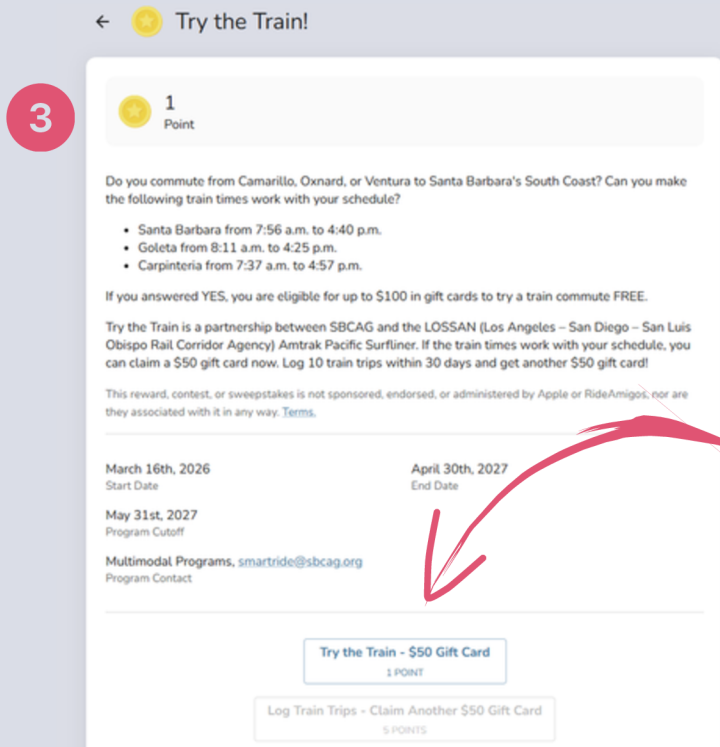 ← Try the Train!
3
1
Point
Do you commute from Camarillo, Oxnard, or Ventura to Santa Barbara's South Coast? Can you make
the following train times work with your schedule?
• Santa Barbara from 7:56 a.m. to 4:40 p.m.
• Goleta from 8:11 a.m. to 4:25 p.m.
• Carpinteria from 7:37 a.m. to 4:57 p.m.
If you answered YES, you are eligible for up to $100 in gift cards to try a train commute FREE.
Try the Train is a partnership between SBCAG and the LOSSAN (Los Angeles – San Diego – San Luis
Obispo Rail Corridor Agency) Amtrak Pacific Surfliner. If the train times work with your schedule, you
can claim a $50 gift card now. Log 10 train trips within 30 days and get another $50 gift card!
This reward, contest, or sweepstakes is not sponsored, endorsed, or administered by Apple or RideAmigos, nor are
they associated with it in any way. Terms.
March 16th, 2026
Start Date
April 30th, 2027
End Date
May 31st, 2027
Program Cutoff
Multimodal Programs, smartride@sbcag.org
Program Contact
Try the Train - $50 Gift Card
1 POINT
Log Train Trips - Claim Another $50 Gift Card
5 POINTS